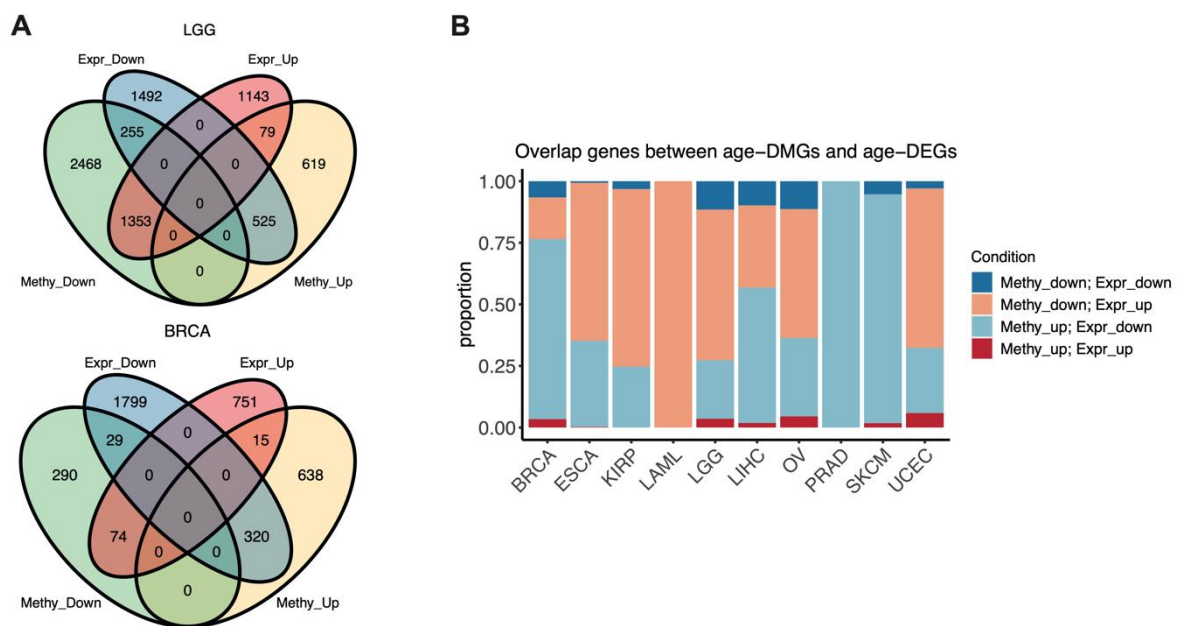 A
LGG
Expr_Down
Expr_Up
1492
1143
255
0
79
2468
0
0
619
0
1353
525
0
0
0
Methy_Down
Methy_Up
BRCA
Expr_Down
Expr_Up
1799
751
29
0
15
290
0
0
638
0
74
320
0
0
0
Methy_Down
Methy_Up
B
Overlap genes between age−DMGs and age−DEGs
proportion
1.00
0.75
0.50
0.25
0.00
BRCA
ESCA
KIRP
LAML
LGG
LIHC
OV
PRAD
SKCM
UCEC
Condition
Methy_down; Expr_down
Methy_down; Expr_up
Methy_up; Expr_down
Methy_up; Expr_up